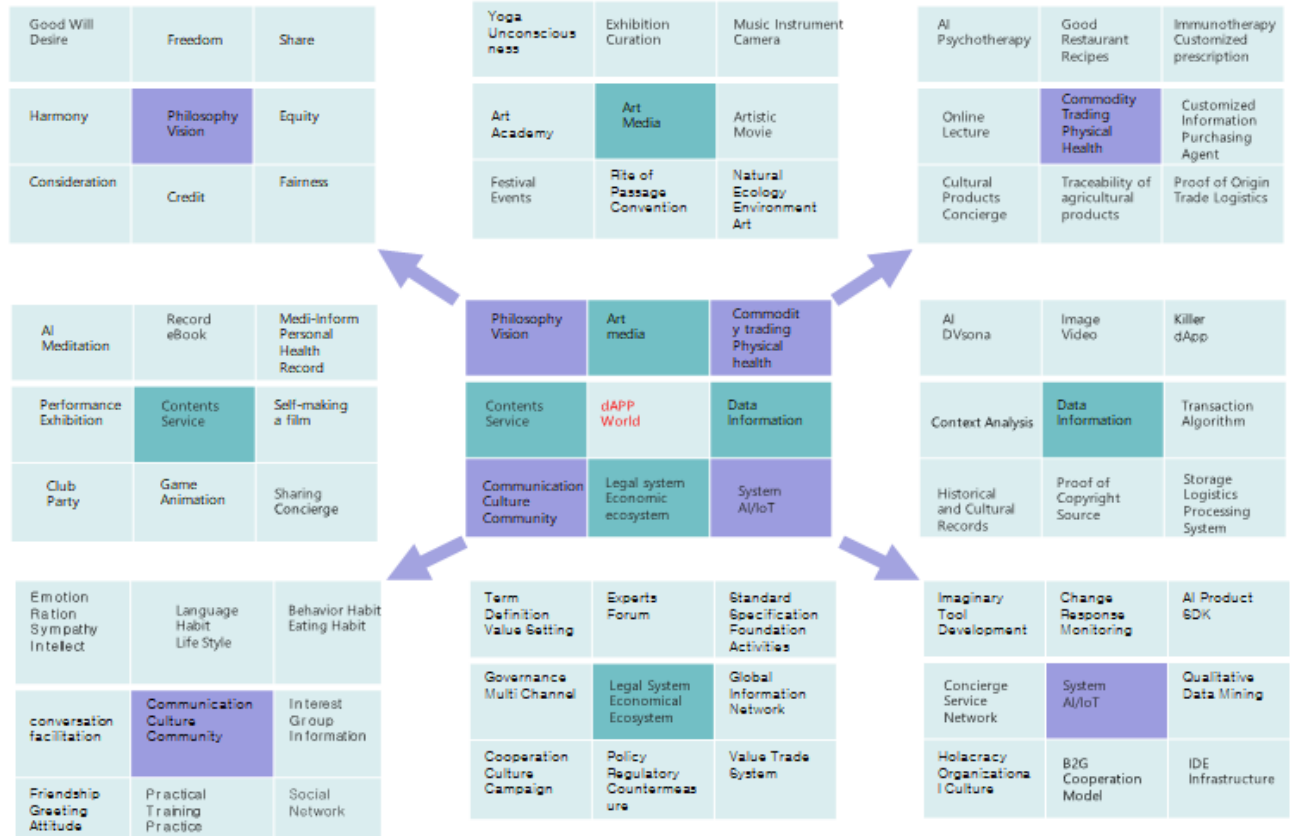 Good Will
Desire
Freedom
Share
Harmony
Philosophy
Vision
Equity
Consideration
Credit
Fairness
Yoga
Unconscious
ness
Exhibition
Curation
Music Instrument
Camera
Art
Academy
Art
Media
Artistic
Movie
Festival
Events
Rite of
Passage
Convention
Natural
Ecology
Environment
Art
AI
Psychotherapy
Good
Restaurant
Recipes
Immunotherapy
Customized
prescription
Online
Lecture
Commodity
Trading
Physical
Health
Customized
Information
Purchasing
Agent
Cultural
Products
Concierge
Traceability of
agricultural
products
Proof of Origin
Trade Logistics
AI
Meditation
Record
eBook
Medi-Inform
Personal
Health
Record
Performance
Exhibition
Contents
Service
Self-making
a film
Club
Party
Game
Animation
Sharing
Concierge
Philosophy
Vision
Art
media
Commodit
y trading
Physical
health
Contents
Service
dAPP
World
Data
Information
Communication
Culture
Community
Legal system
Economic
ecosystem
System
AI/IoT
AI
DVsona
Image
Video
Killer
dApp
Context Analysis
Data
Information
Transaction
Algorithm
Historical
and Cultural
Records
Proof of
Copyright
Source
Storage
Logistics
Processing
System
Emotion
Ration
Sympathy
Intellect
Language
Habit
Life Style
Behavior Habit
Eating Habit
conversation
facilitation
Communication
Culture
Community
Interest
Group
Information
Friendship
Greeting
Attitude
Practical
Training
Practice
Social
Network
Term
Definition
Value Setting
Experts
Forum
Standard
Specification
Foundation
Activities
Governance
Multi Channel
Legal System
Economical
Ecosystem
Global
Information
Network
Cooperation
Culture
Campaign
Policy
Regulatory
Countermeas
ure
Value Trade
System
Imaginary
Tool
Development
Change
Response
Monitoring
AI Product
SDK
Concierge
Service
Network
System
AI/IoT
Qualitative
Data Mining
Holacracy
Organizationa
l Culture
B2G
Cooperation
Model
IDE
Infrastructure